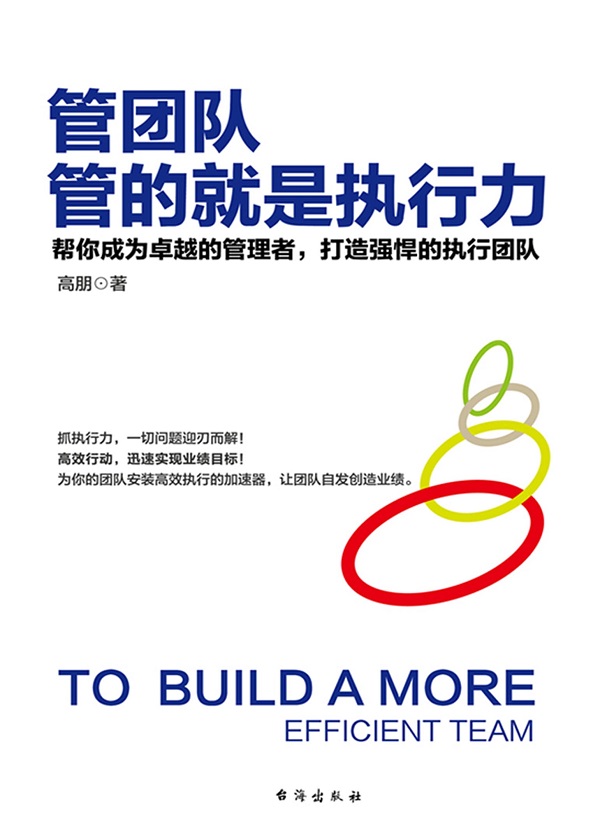 管团队
管的就是执行力
帮你成为卓越的管理者，打造强悍的执行团队
高朋⊙著
抓执行力，一切问题迎刃而解！
高效行动，迅速实现业绩目标！
为你的团队安装高效执行的加速器，让团队自发创造业绩。
TO BUILD A MORE
EFFICIENT TEAM
台海出版社